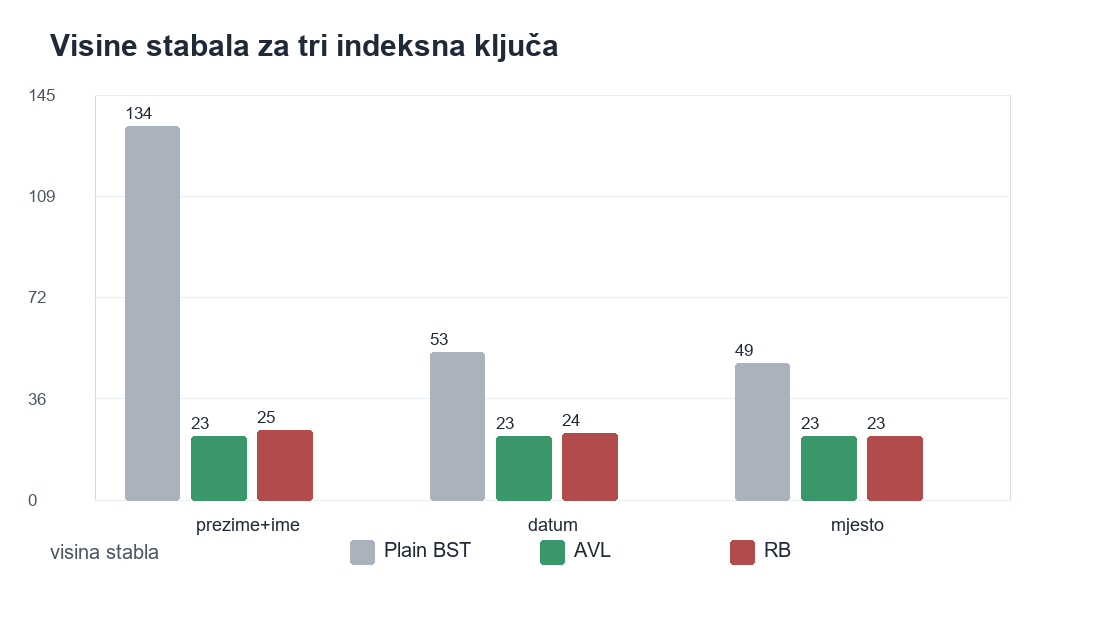 Visine stabala za tri indeksna ključa
145
134
109
72
53
49
36
23
25
23
24
23
23
0
prezime+ime
datum
mjesto
visina stabla
Plain BST
AVL
RB